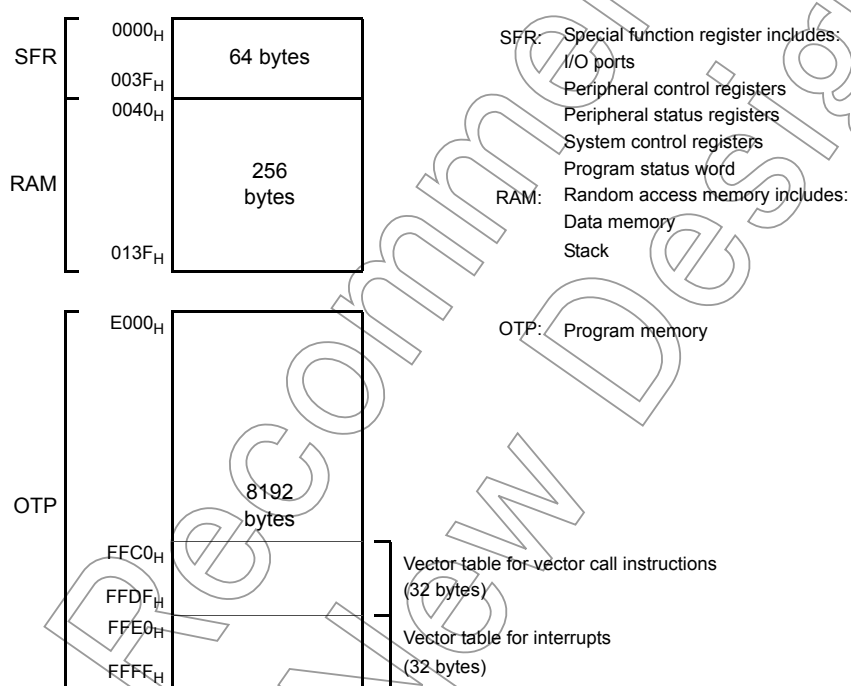 SFR
0000H
003FH
64 bytes
RAM
0040H
013FH
256
bytes
OTP
E000H
8192
bytes
FFC0H
FFDFH
FFE0H
FFFFH
Vector table for vector call instructions
(32 bytes)
Vector table for interrupts
(32 bytes)
SFR: Special function register includes:
I/O ports
Peripheral control registers
Peripheral status registers
System control registers
Program status word
RAM: Random access memory includes:
Data memory
Stack
OTP: Program memory
Recommen
New Desig